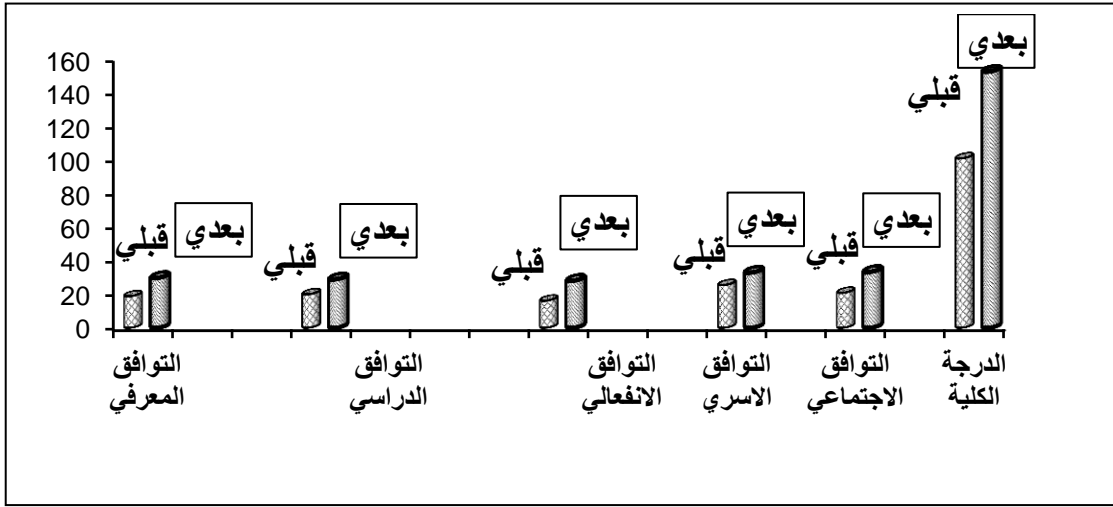 بعدي
قبلي
160
140
120
100
80
60
40
20
0
قبلي
بعدي
قبلي
بعدي
قبلي
بعدي
قبلي
بعدي
قبلي
بعدي
التوافق المعرفي
التوافق الدراسي
التوافق الانفعالي
التوافق الاسري
التوافق الاجتماعي
الدرجة الكلية